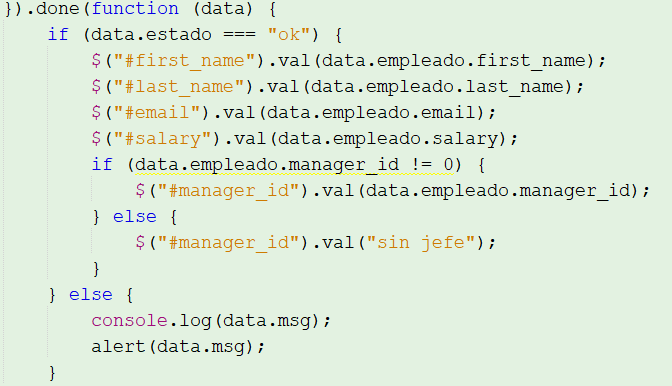 }).done(function (data) {
    if (data.estado === "ok") {
        $("#first_name").val(data.empleado.first_name);
        $("#last_name").val(data.empleado.last_name);
        $("#email").val(data.empleado.email);
        $("#salary").val(data.empleado.salary);
        if (data.empleado.manager_id != 0) {
            $("#manager_id").val(data.empleado.manager_id);
        } else {
            $("#manager_id").val("sin jefe");
        }
    } else {
        console.log(data.msg);
        alert(data.msg);
    }